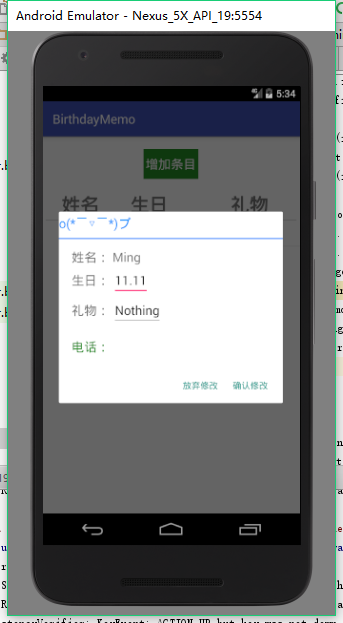 Android Emulator - Nexus_5X_API_19:5554
5:34
BirthdayMemo
增加条目
姓名 生日 礼物
o(*￣▽￣*)ブ
姓名： Ming
生日： 11.11
礼物： Nothing
电话：
放弃修改 确认修改